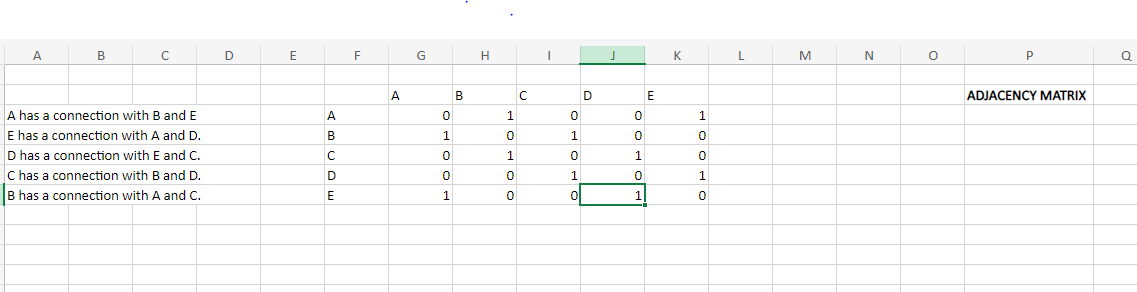 A B C D E F G H I J K L M N O P Q
A B C D E ADJACENCY MATRIX
A has a connection with B and E A 0 1 0 0 1
E has a connection with A and D. B 1 0 1 0 0
D has a connection with E and C. C 0 1 0 1 0
C has a connection with B and D. D 0 0 1 0 1
B has a connection with A and C. E 1 0 0 1 0